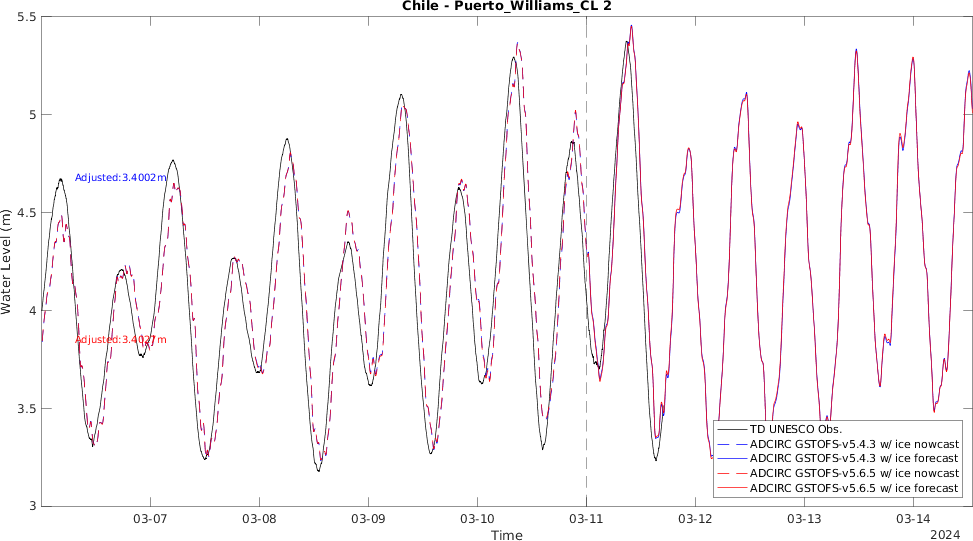 Chile - Puerto_Williams_CL 2
5.5
5
4.5
4
3.5
3
Water Level (m)
Adjusted:3.4002m
Adjusted:3.4027m
TD UNESCO Obs.
ADCIRC GSTOFS-v5.4.3 w/ ice nowcast
ADCIRC GSTOFS-v5.4.3 w/ ice forecast
ADCIRC GSTOFS-v5.6.5 w/ ice nowcast
ADCIRC GSTOFS-v5.6.5 w/ ice forecast
03-07 03-08 03-09 03-10 03-11 03-12 03-13 03-14
Time
2024